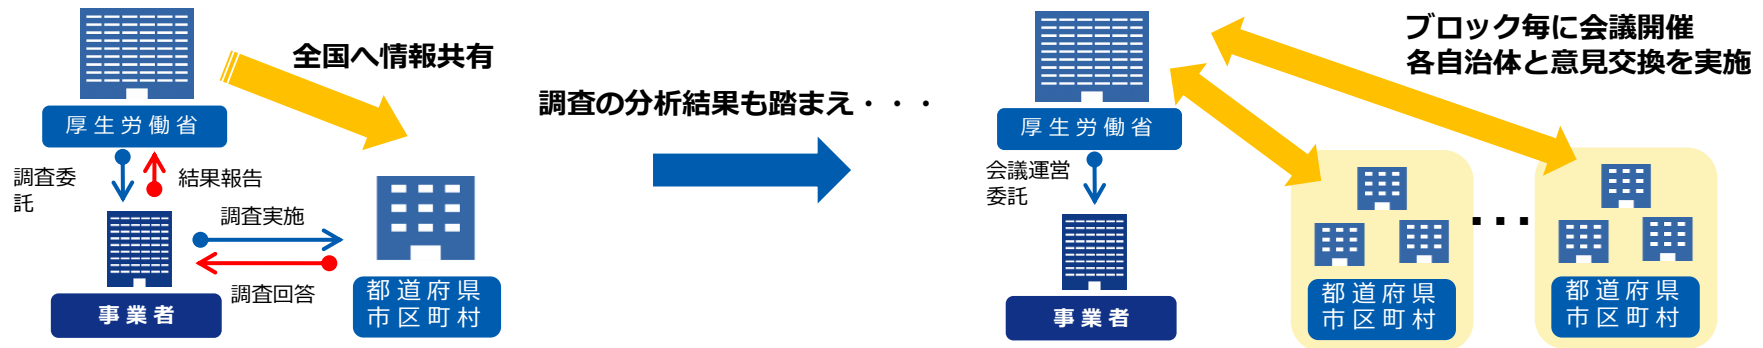 全国へ情報共有
厚生労働省
調査委
託
結果報告
調査実施
調査回答
事業者
都道府県
市区町村
調査の分析結果も踏まえ・・・
ブロック毎に会議開催
各自治体と意見交換を実施
厚生労働省
会議運営
委託
事業者
都道府県
市区町村
・・・
都道府県
市区町村